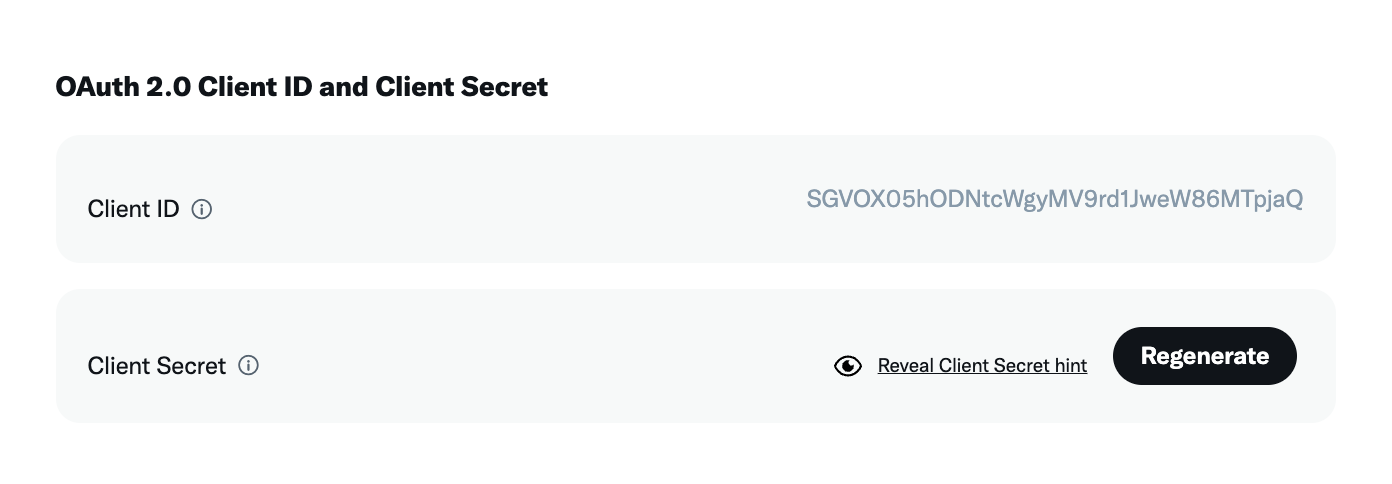 OAuth 2.0 Client ID and Client Secret
Client ID
SGVOX05hODNtcWgyMV9rd1JweW86MTpjaQ
Client Secret
Reveal Client Secret hint
Regenerate